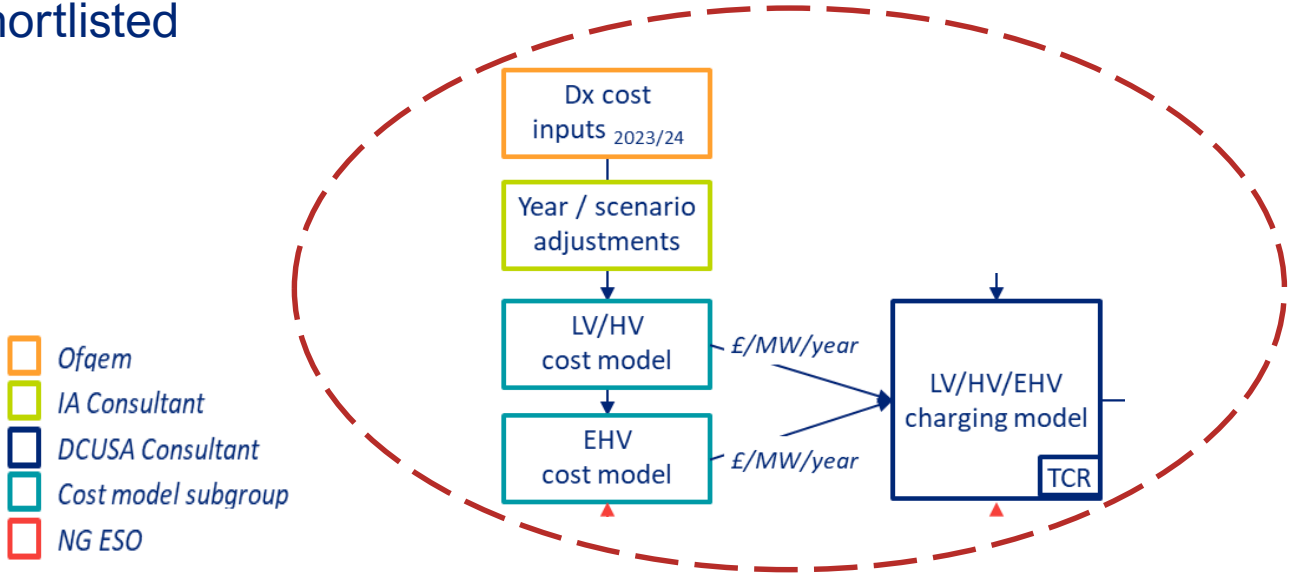 hortlisted
Dx cost
inputs 2023/24
Year / scenario
adjustments
LV/HV
cost model
£/MW/year
EHV
cost model
£/MW/year
LV/HV/EHV
charging model
TCR
Ofgem
IA Consultant
DCUSA Consultant
Cost model subgroup
NG ESO